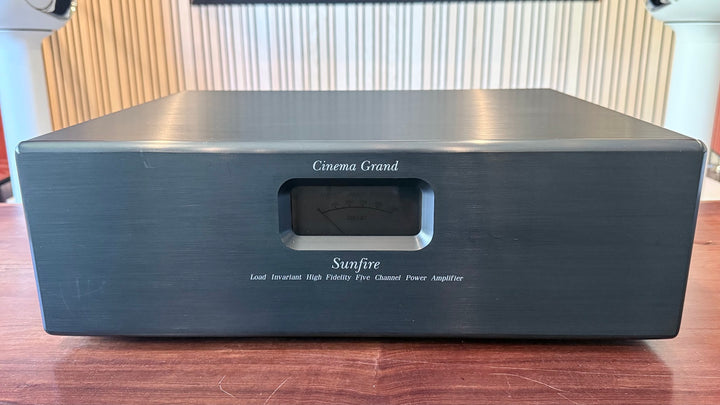 Cinema Grand
Sunfire
Load Invariant High Fidelity Five Channel Power Amplifier